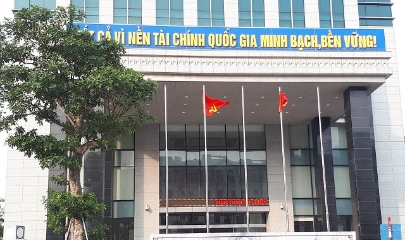 CẢ VÌ NỀN TÀI CHÍNH QUỐC GIA MINH BẠCH, BỀN VỮNG!